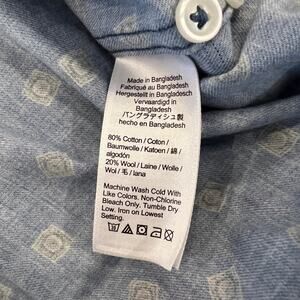 Made in Bangladesh
Fabriqué au Bangladesh
Hergestellt in Bangladesch
Vervaardigd in
Bangladesh
バングラディシュ製
hecho en Bangladesh
80% Cotton / Coton /
Baumwolle / Katoen / 綿 /
algodón
20% Wool / Laine / Wolle /
Wol / 毛 / lana
Machine Wash Cold With
Like Colors. Non-Chlorine
Bleach Only. Tumble Dry
Low. Iron on Lowest
Setting.